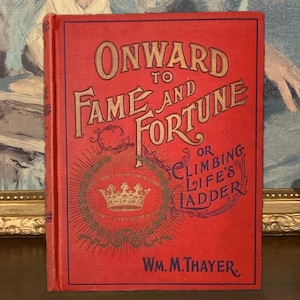 ONWARD
TO
FAME AND
FORTUNE
OR
CLIMBING
LIFE'S
LADDER
WM. M. THAYER.